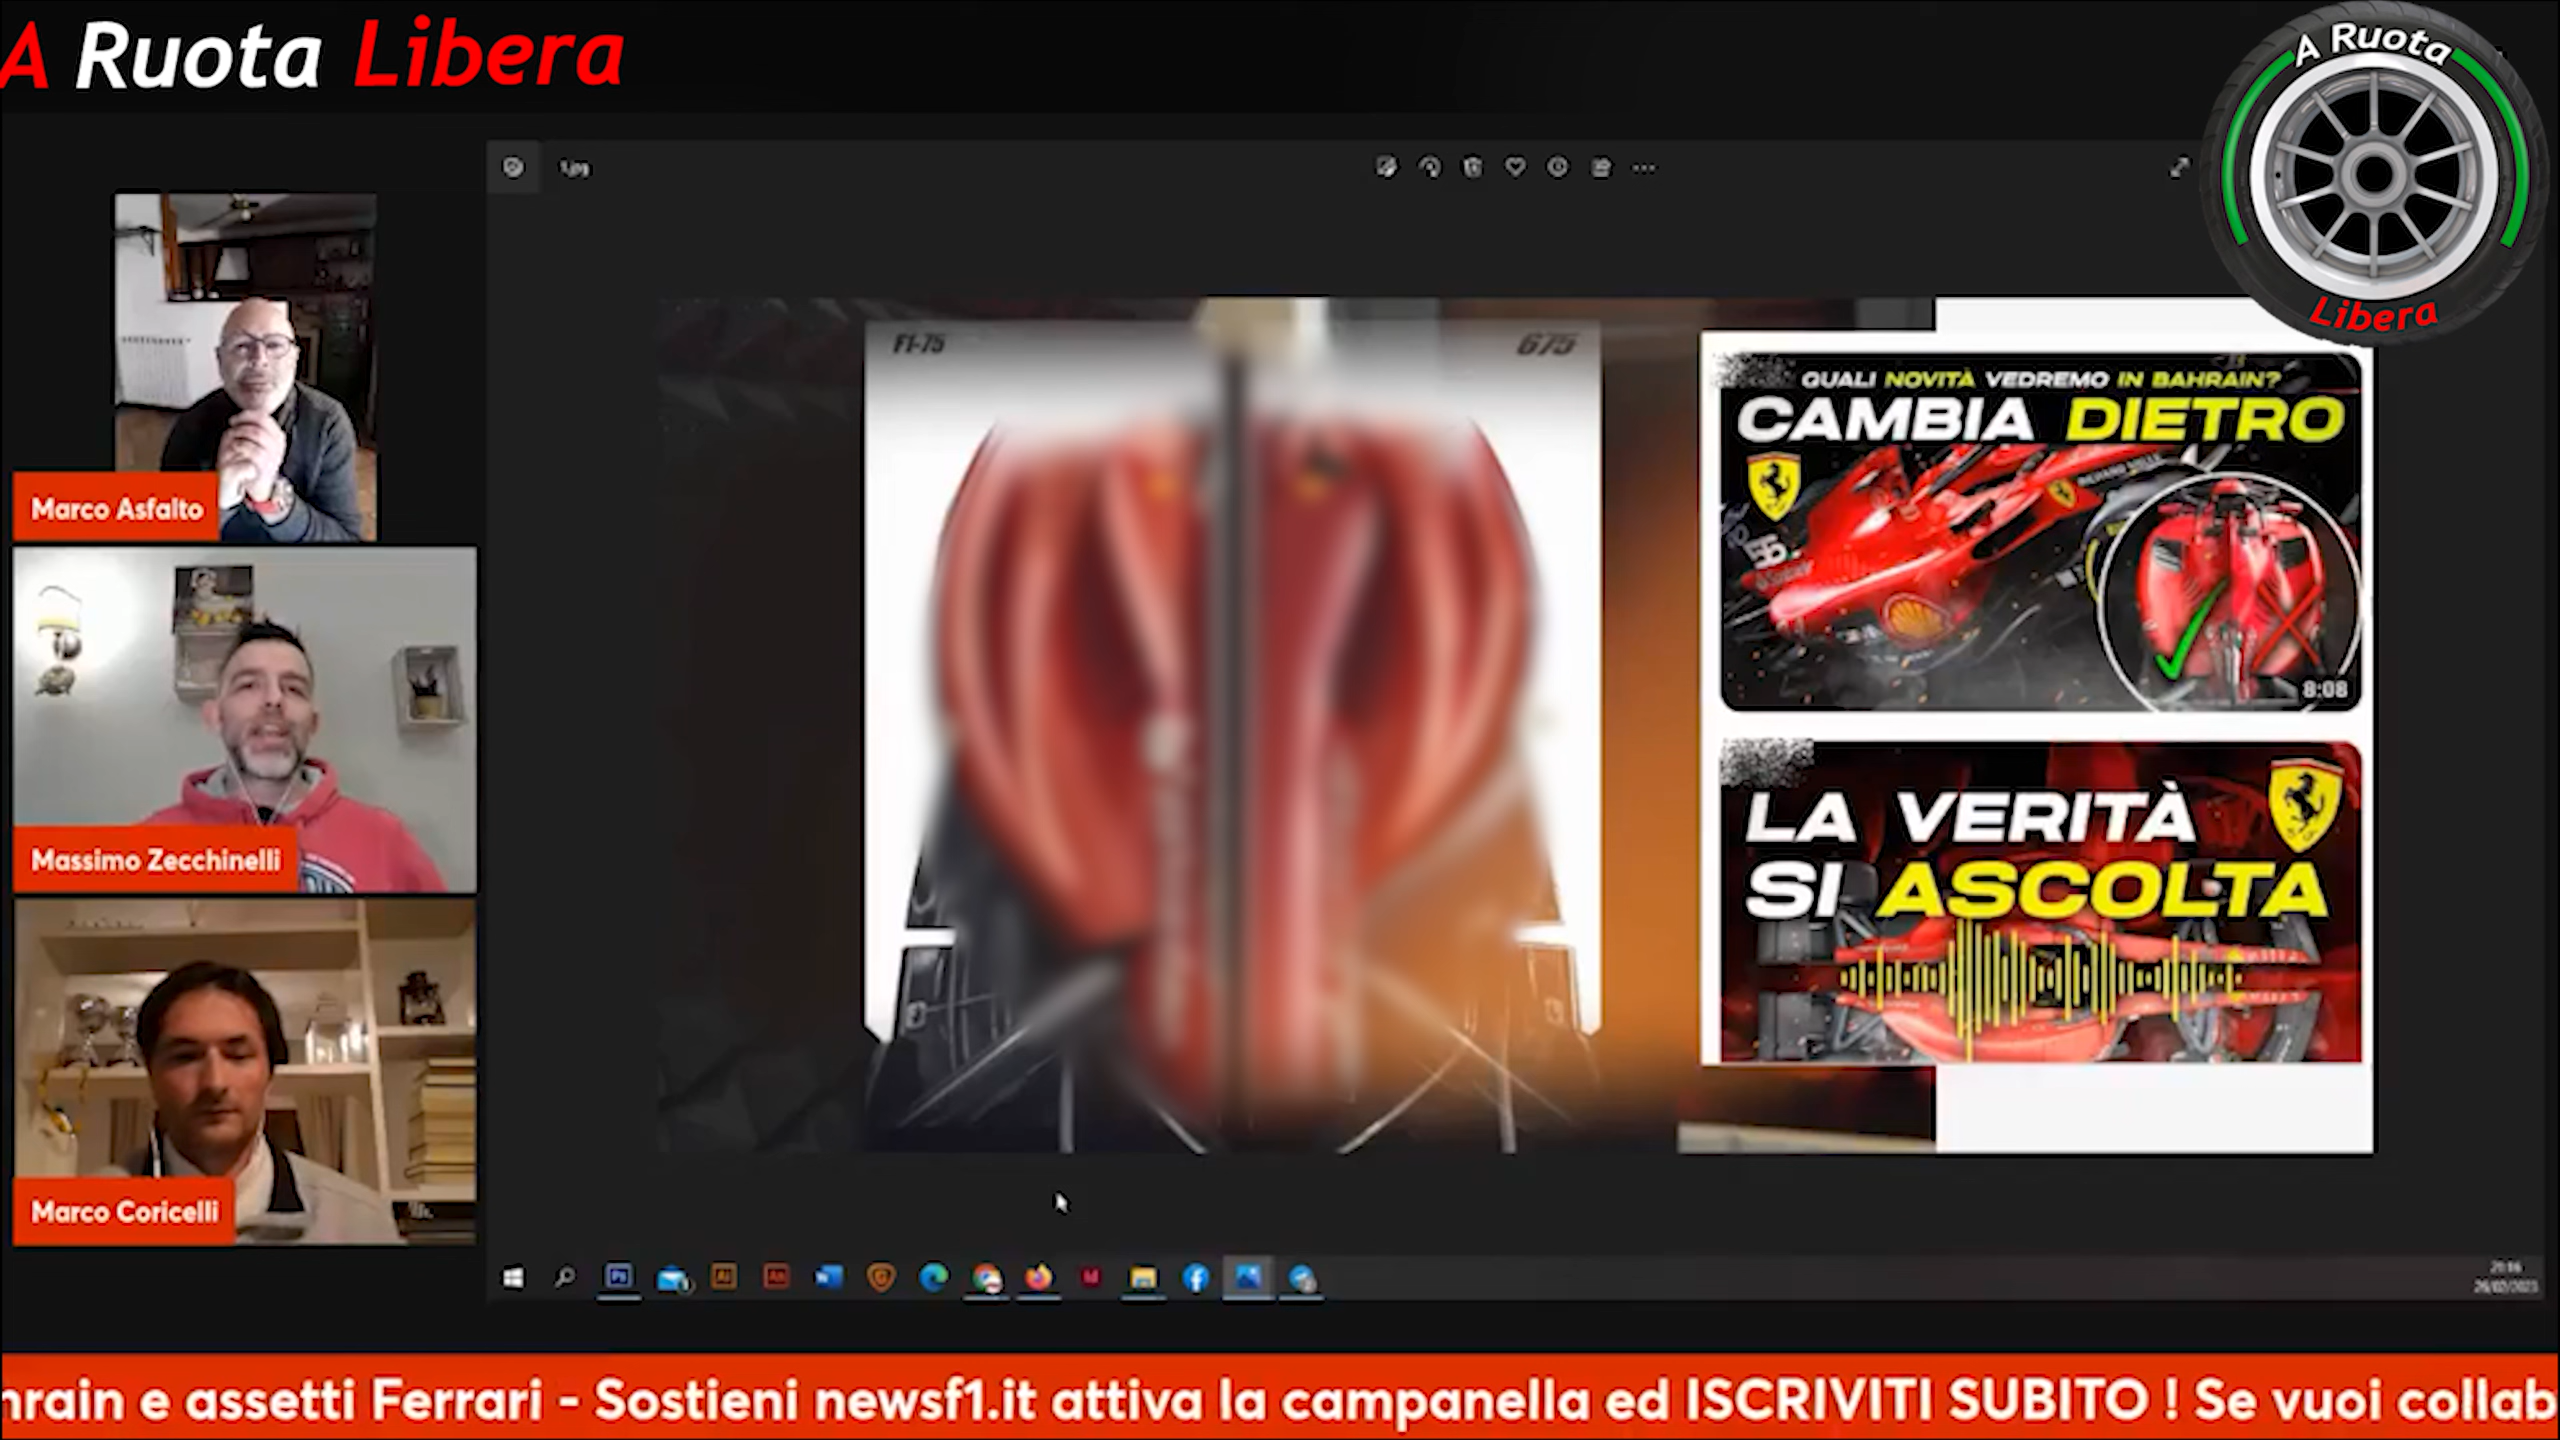 A Ruota Libera
A Ruota
Libera
1.jpg
F1-75
675
QUALI NOVITÀ VEDREMO IN BAHRAIN?
CAMBIA DIETRO
8:08
LA VERITÀ
SI ASCOLTA
Marco Asfalto
Massimo Zecchinelli
Marco Coricelli
hrain e assetti Ferrari - Sostieni newsf1.it attiva la campanella ed ISCRIVITI SUBITO ! Se vuoi collab